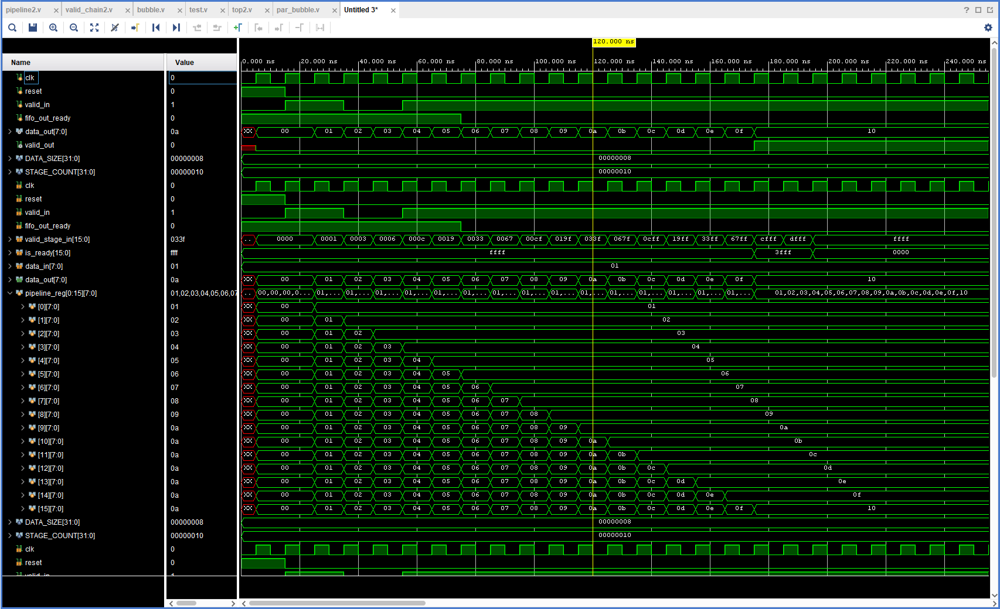 pipeline2.v × valid_chain2.v × bubble.v × test.v × top2.v × par_bubble.v × Untitled 3* ×
120.000 ns
Name Value 0.000 ns 20.000 ns 40.000 ns 60.000 ns 80.000 ns 100.000 ns 120.000 ns 140.000 ns 160.000 ns 180.000 ns 200.000 ns 220.000 ns 240.000 ns
clk 0
reset 0
valid_in 1
fifo_out_ready 0
data_out[7:0] 0a XX 00 01 02 03 04 05 06 07 08 09 0a 0b 0c 0d 0e 0f 10
valid_out 0
DATA_SIZE[31:0] 00000008 00000008
STAGE_COUNT[31:0] 00000010 00000010
clk 0
reset 0
valid_in 1
fifo_out_ready 0
valid_stage_in[15:0] 033f .. 0000 0001 0003 0006 000c 0019 0033 0067 00cf 019f 033f 067f 0cff 19ff 33ff 67ff cfff dfff ffff
is_ready[15:0] ffff ffff 3fff 0000
data_in[7:0] 01 01
data_out[7:0] 0a XX 00 01 02 03 04 05 06 07 08 09 0a 0b 0c 0d 0e 0f 10
pipeline_reg[0:15][7:0] 01,02,03,04,05,06,07 .. 00,00,00,0... 01,... 01,... 01,... 01,... 01,... 01,... 01,... 01,... 01,... 01,... 01,... 01,... 01,... 01,... 01,... 01,02,03,04,05,06,07,08,09,0a,0b,0c,0d,0e,0f,10
[0][7:0] 01 XX 00 01
[1][7:0] 02 XX 00 01 02
[2][7:0] 03 XX 00 01 02 03
[3][7:0] 04 XX 00 01 02 03 04
[4][7:0] 05 XX 00 01 02 03 04 05
[5][7:0] 06 XX 00 01 02 03 04 05 06
[6][7:0] 07 XX 00 01 02 03 04 05 06 07
[7][7:0] 08 XX 00 01 02 03 04 05 06 07 08
[8][7:0] 09 XX 00 01 02 03 04 05 06 07 08 09
[9][7:0] 0a XX 00 01 02 03 04 05 06 07 08 09 0a
[10][7:0] 0a XX 00 01 02 03 04 05 06 07 08 09 0a 0b
[11][7:0] 0a XX 00 01 02 03 04 05 06 07 08 09 0a 0b 0c
[12][7:0] 0a XX 00 01 02 03 04 05 06 07 08 09 0a 0b 0c 0d
[13][7:0] 0a XX 00 01 02 03 04 05 06 07 08 09 0a 0b 0c 0d 0e
[14][7:0] 0a XX 00 01 02 03 04 05 06 07 08 09 0a 0b 0c 0d 0e 0f
[15][7:0] 0a XX 00 01 02 03 04 05 06 07 08 09 0a 0b 0c 0d 0e 0f 10
DATA_SIZE[31:0] 00000008 00000008
STAGE_COUNT[31:0] 00000010 00000010
clk 0
reset 0
valid_in 1